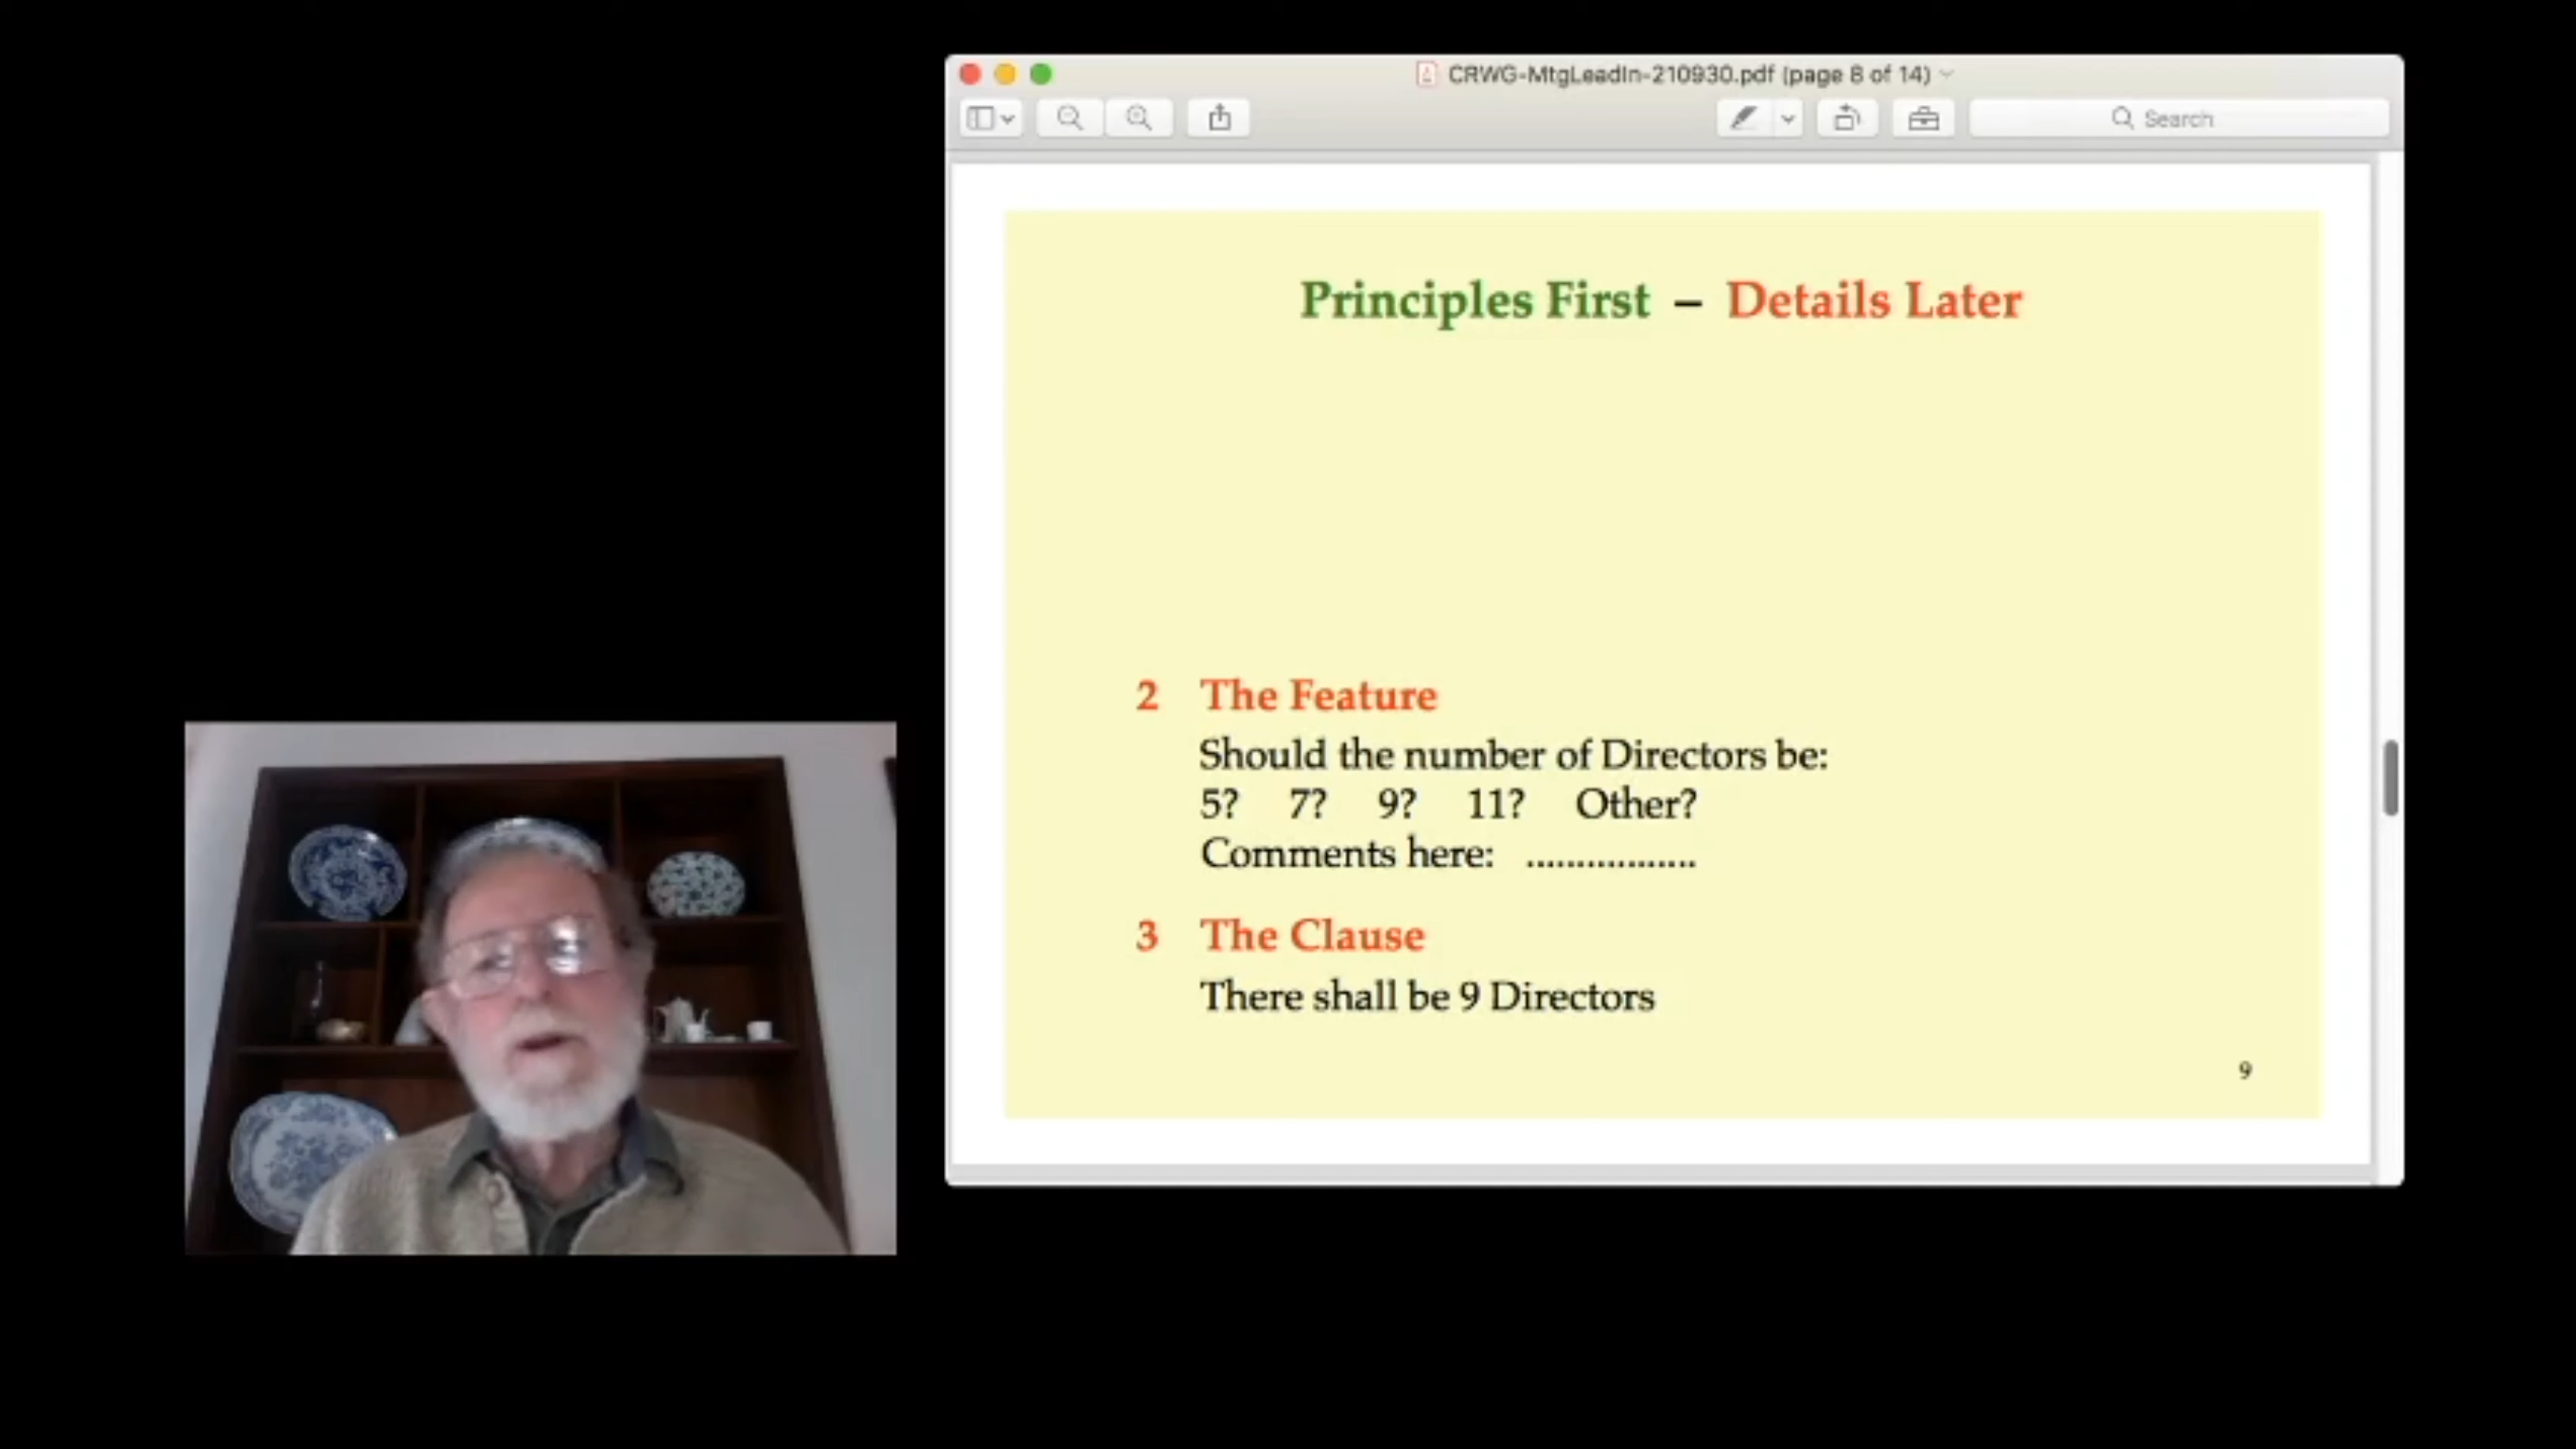 CRWG-MtgLeadIn-210930.pdf (page 8 of 14)
Search
Principles First – Details Later
2 The Feature
Should the number of Directors be:
5? 7? 9? 11? Other?
Comments here: .................
3 The Clause
There shall be 9 Directors
9